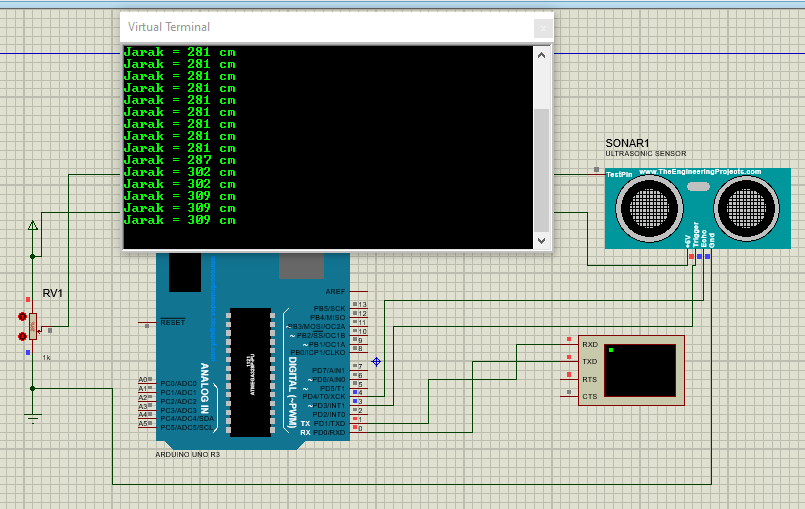 Virtual Terminal
Jarak = 281 cm
Jarak = 281 cm
Jarak = 281 cm
Jarak = 281 cm
Jarak = 281 cm
Jarak = 281 cm
Jarak = 281 cm
Jarak = 281 cm
Jarak = 281 cm
Jarak = 287 cm
Jarak = 302 cm
Jarak = 302 cm
Jarak = 309 cm
Jarak = 309 cm
Jarak = 309 cm
SONAR1
ULTRASONIC SENSOR
TestPin
www.TheEngineeringProjects.com
+5V
Trigger
Echo
Gnd
RV1
1k
RESET
AREF
PB5/SCK 13
PB4/MISO 12
~PB3/MOSI/OC2A 11
~PB2/SS/OC1B 10
~PB1/OC1A 9
PB0/ICP1/CLKO 8
PD7/AIN1 7
~PD6/AIN0 6
~PD5/T1 5
PD4/T0/XCK 4
~PD3/INT1 3
PD2/INT0 2
TX PD1/TXD 1
RX PD0/RXD 0
ANALOG IN
DIGITAL (~PWM)
A0 PC0/ADC0
A1 PC1/ADC1
A2 PC2/ADC2
A3 PC3/ADC3
A4 PC4/ADC4/SDA
A5 PC5/ADC5/SCL
ARDUINO UNO R3
RXD
TXD
RTS
CTS